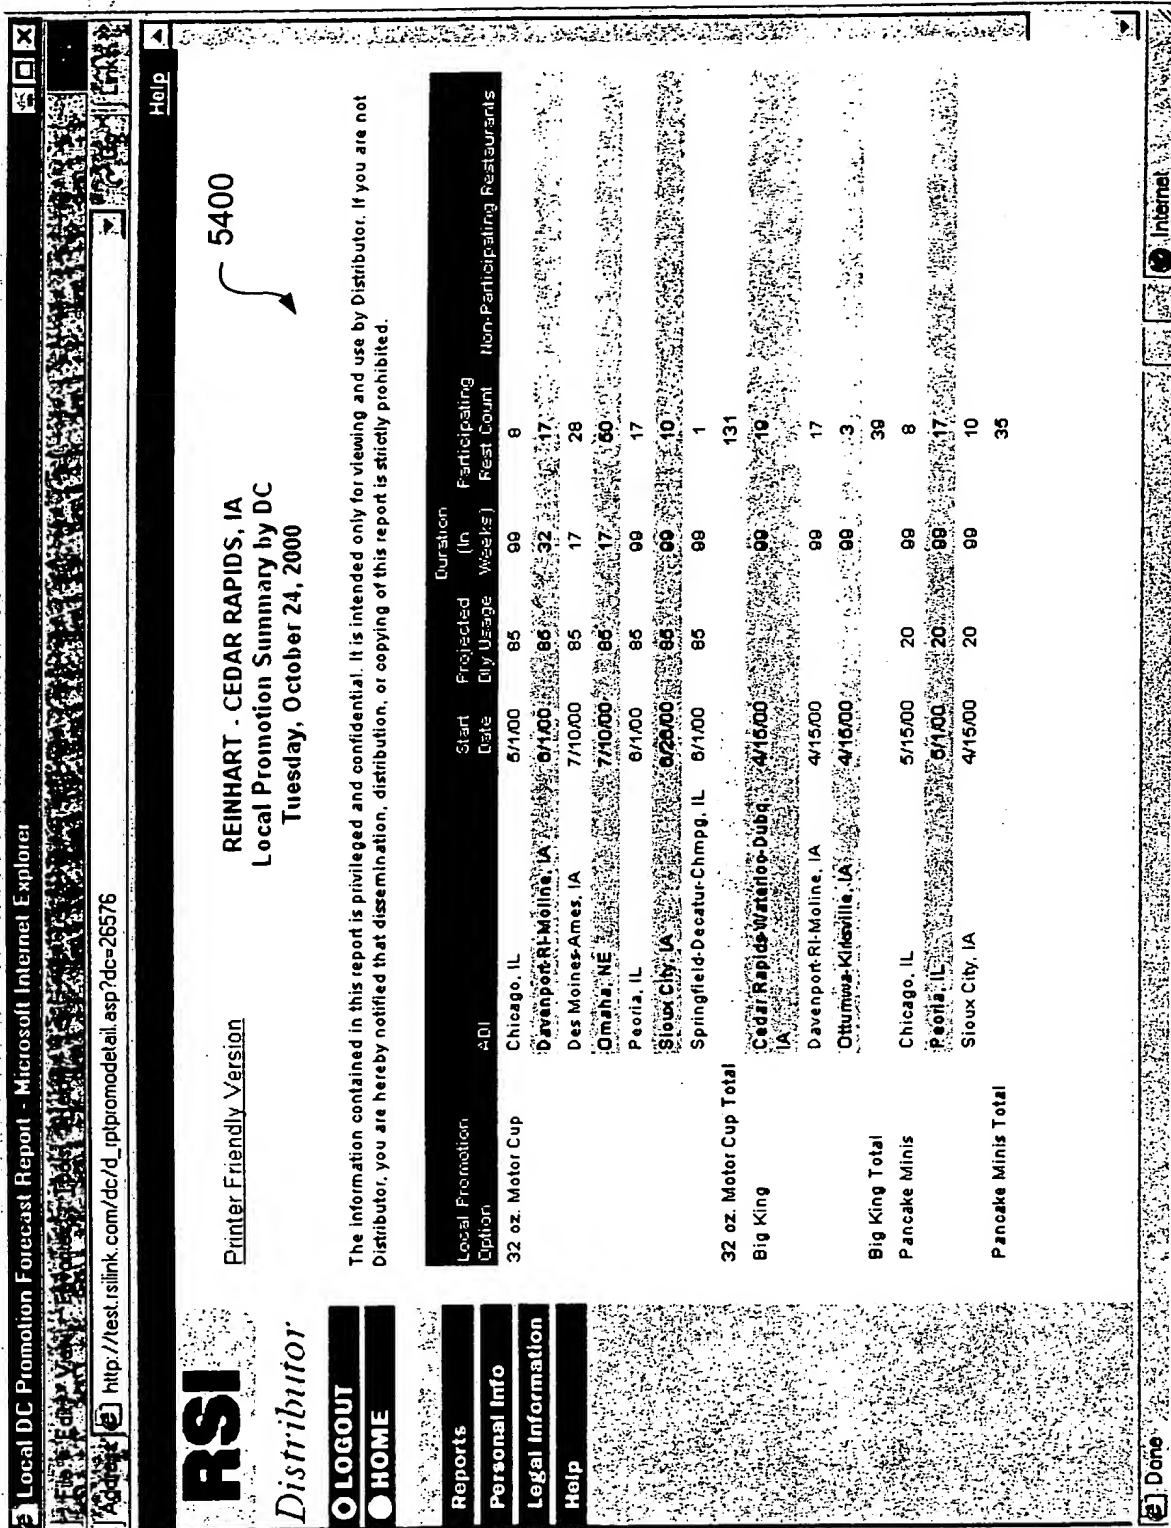 Local DC Promotion Forecast Report - Microsoft Internet Explorer
File Edit View Favorites Tools Help
Address http://test.rsilink.com/dc/d_rptpromodetail.asp?dc=26576 Go Links
Help
RSI
Distributor
LOGOUT
HOME
Reports
Personal Info
Legal Information
Help
Printer Friendly Version
REINHART - CEDAR RAPIDS, IA
Local Promotion Summary by DC
Tuesday, October 24, 2000
5400
The information contained in this report is privileged and confidential. It is intended only for viewing and use by Distributor. If you are not
Distributor, you are hereby notified that dissemination, distribution, or copying of this report is strictly prohibited.
Local Promotion Option ADI Start Date Projected Dly Usage Duration (In Weeks) Participating Rest Count Non-Participating Restaurants
32 oz. Motor Cup Chicago, IL 6/1/00 85 99 8
Davenport-RI-Moline, IA 6/1/00 85 32 17
Des Moines-Ames, IA 7/10/00 85 17 28
Omaha, NE 7/10/00 85 17 50
Peoria, IL 6/1/00 85 99 17
Sioux City, IA 6/26/00 85 99 10
Springfield-Decatur-Chmpg, IL 6/1/00 85 99 1
32 oz. Motor Cup Total 131
Big King Cedar Rapids-Waterloo-Dubq, IA 4/15/00 99 19
Davenport-RI-Moline, IA 4/15/00 99 17
Ottumwa-Kirksville, IA 4/15/00 99 3
Big King Total 39
Pancake Minis Chicago, IL 5/15/00 20 99 8
Peoria, IL 20 99 17
Sioux City, IA 4/15/00 20 99 10
Pancake Minis Total 35
Done Internet